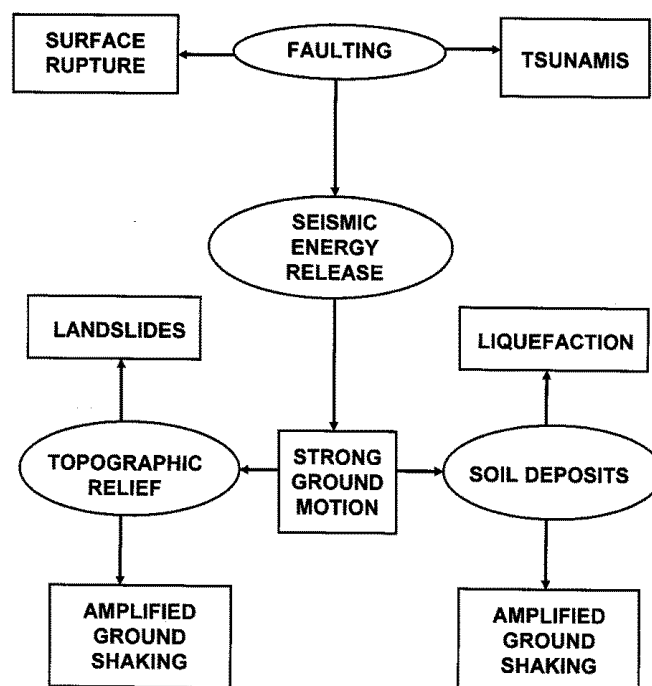 SURFACE
RUPTURE
FAULTING
TSUNAMIS
SEISMIC
ENERGY
RELEASE
LANDSLIDES
LIQUEFACTION
TOPOGRAPHIC
RELIEF
STRONG
GROUND
MOTION
SOIL DEPOSITS
AMPLIFIED
GROUND
SHAKING
AMPLIFIED
GROUND
SHAKING